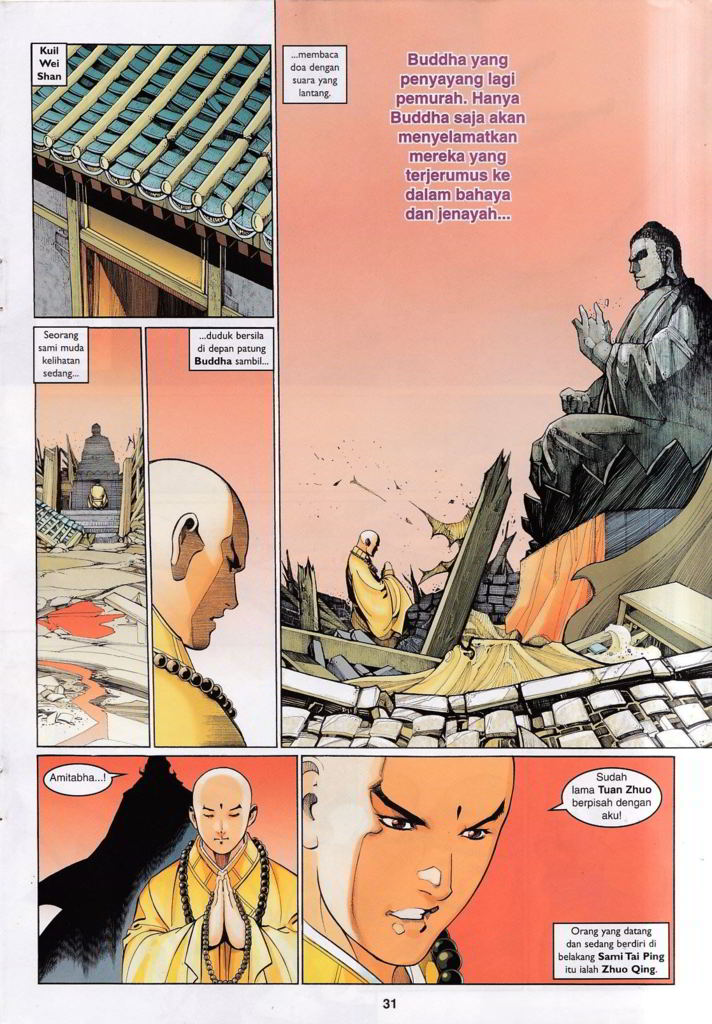 Kuil
Wei
Shan
...membaca
doa dengan
suara yang
lantang.
Buddha yang
penyayang lagi
pemurah. Hanya
Buddha saja akan
menyelamatkan
mereka yang
terjerumus ke
dalam bahaya
dan jenayah...
Seorang
sami muda
kelihatan
sedang...
...duduk bersila
di depan patung
Buddha sambil...
Amitabha...!
Sudah
lama Tuan Zhuo
berpisah dengan
aku!
Orang yang datang
dan sedang berdiri di
belakang Sami Tai Ping
itu ialah Zhuo Qing.
31